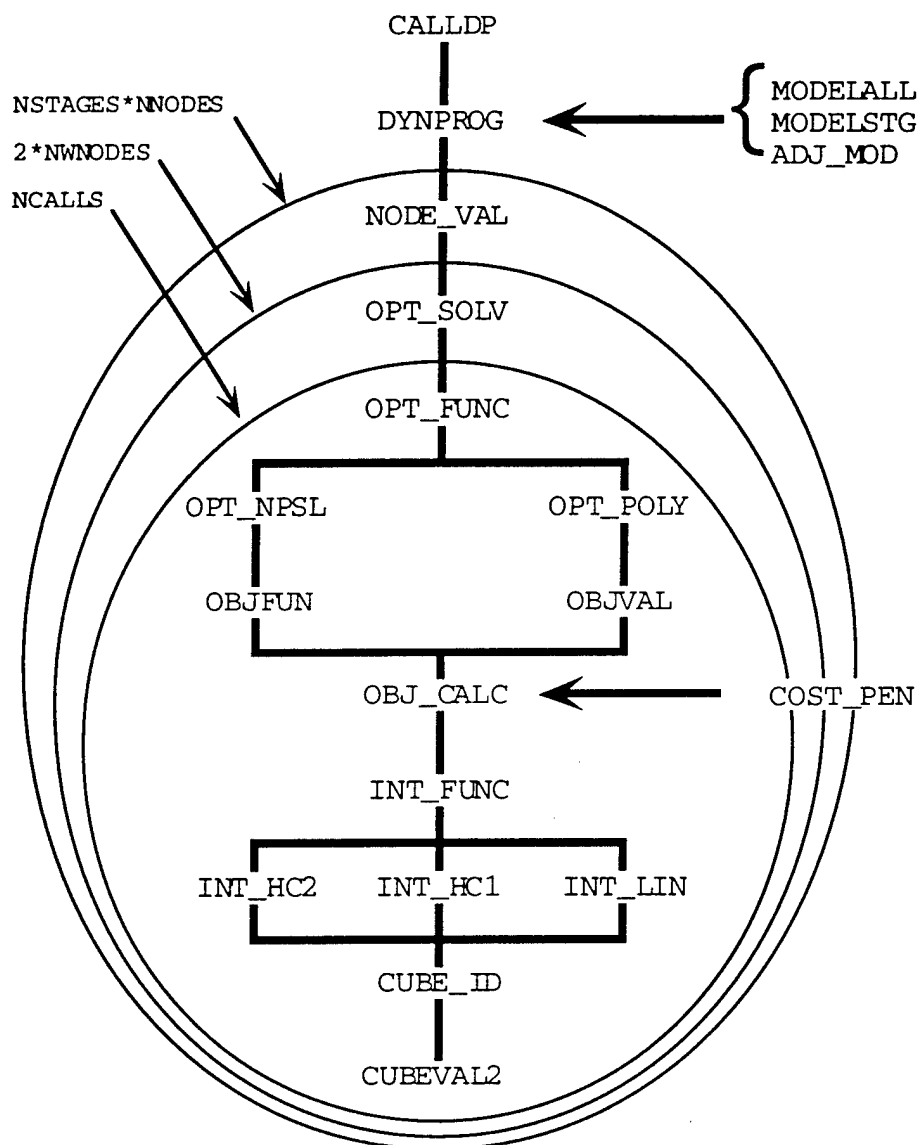 CALLDP
NSTAGES*NNODES
2*NWNODES
NCALLS
DYNPROG
MODELALL
MODELSTG
ADJ_MOD
NODE_VAL
OPT_SOLV
OPT_FUNC
OPT_NPSL
OPT_POLY
OBJFUN
OBJVAL
OBJ_CALC
COST_PEN
INT_FUNC
INT_HC2
INT_HC1
INT_LIN
CUBE_ID
CUBEVAL2